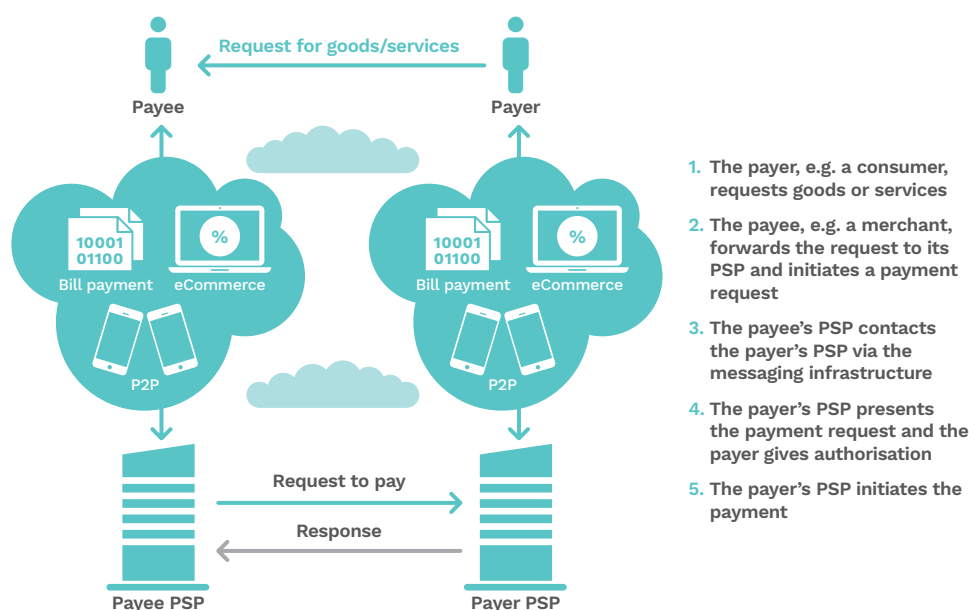 Request for goods/services
Payee
Payer
10001
01100
%
Bill payment
eCommerce
P2P
10001
01100
%
Bill payment
eCommerce
P2P
Request to pay
Response
Payee PSP
Payer PSP
1. The payer, e.g. a consumer,
requests goods or services
2. The payee, e.g. a merchant,
forwards the request to its
PSP and initiates a payment
request
3. The payee’s PSP contacts
the payer’s PSP via the
messaging infrastructure
4. The payer’s PSP presents
the payment request and the
payer gives authorisation
5. The payer’s PSP initiates the
payment